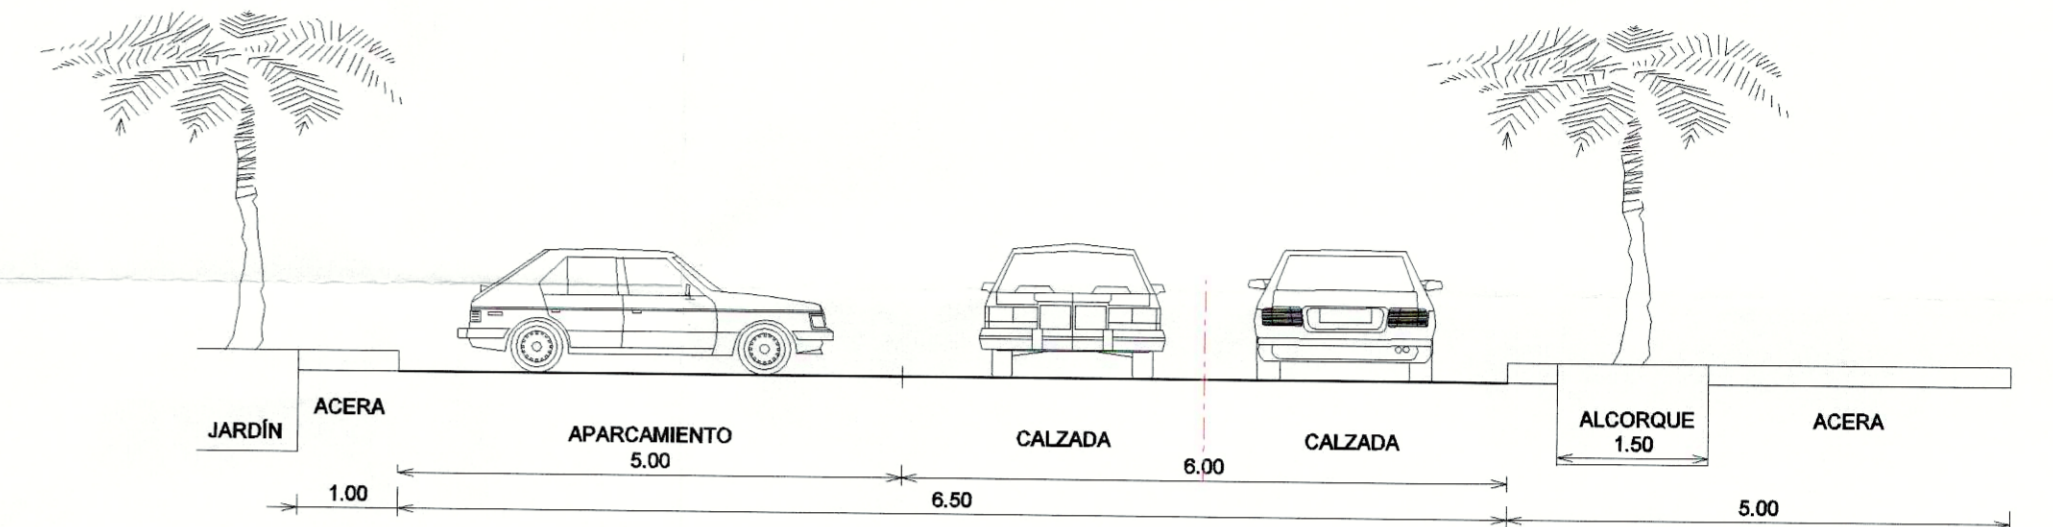 JARDÍN
ACERA
APARCAMIENTO
5.00
CALZADA
CALZADA
6.00
ALCORQUE
1.50
ACERA
1.00
6.50
5.00